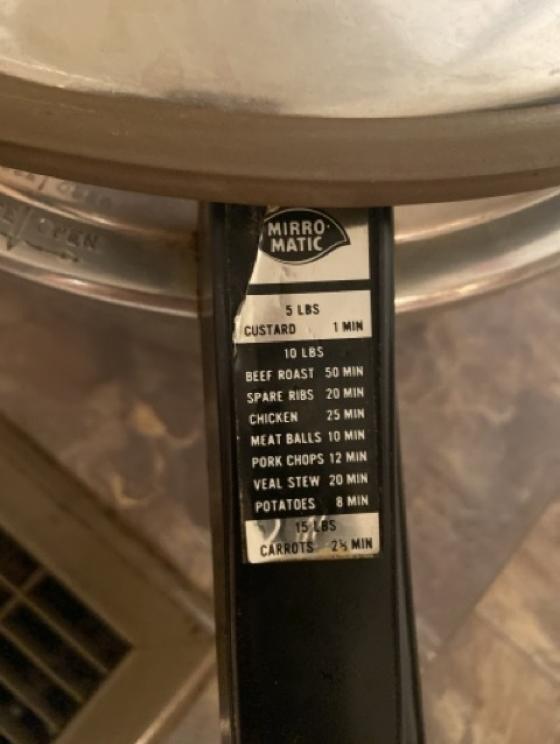 OPEN
MIRRO
MATIC
5 LBS
CUSTARD 1 MIN
10 LBS
BEEF ROAST 50 MIN
SPARE RIBS 20 MIN
CHICKEN 25 MIN
MEAT BALLS 10 MIN
PORK CHOPS 12 MIN
VEAL STEW 20 MIN
POTATOES 8 MIN
15 LBS
CARROTS 2½ MIN